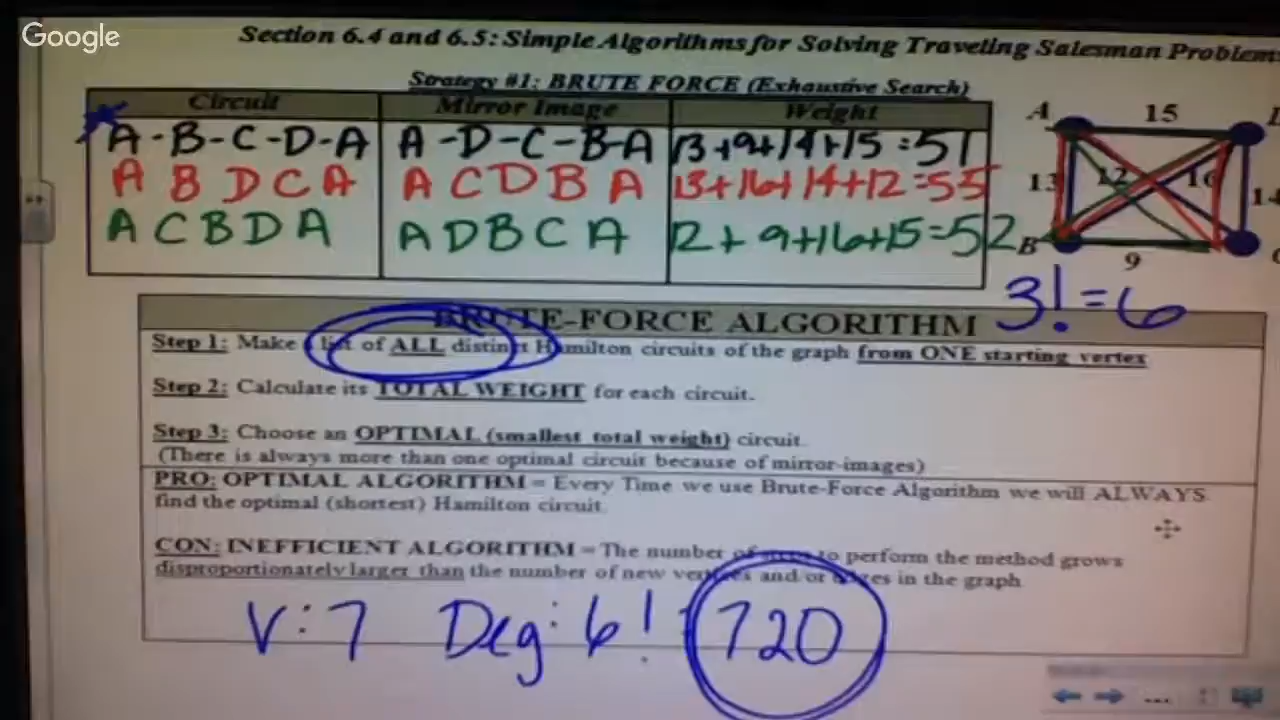 Google
Section 6.4 and 6.5: Simple Algorithms for Solving Traveling Salesman Problem
Strategy #1: BRUTE FORCE (Exhaustive Search)
Circuit Mirror Image Weight
A-B-C-D-A A-D-C-B-A 13+9+14+15=51
A B D C A A C D B A 13+16+14+12=55
A C B D A A D B C A 12+9+16+15=52
A 15
13 12 16 14
B 9
3!=6
BRUTE-FORCE ALGORITHM
Step 1: Make list of ALL distinct Hamilton circuits of the graph from ONE starting vertex
Step 2: Calculate its TOTAL WEIGHT for each circuit.
Step 3: Choose an OPTIMAL (smallest total weight) circuit.
(There is always more than one optimal circuit because of mirror-images)
PRO: OPTIMAL ALGORITHM = Every Time we use Brute-Force Algorithm we will ALWAYS
find the optimal (shortest) Hamilton circuit.
CON: INEFFICIENT ALGORITHM = The number of steps to perform the method grows
disproportionately larger than the number of new vertices and/or edges in the graph
V:7 Deg: 6! = 720